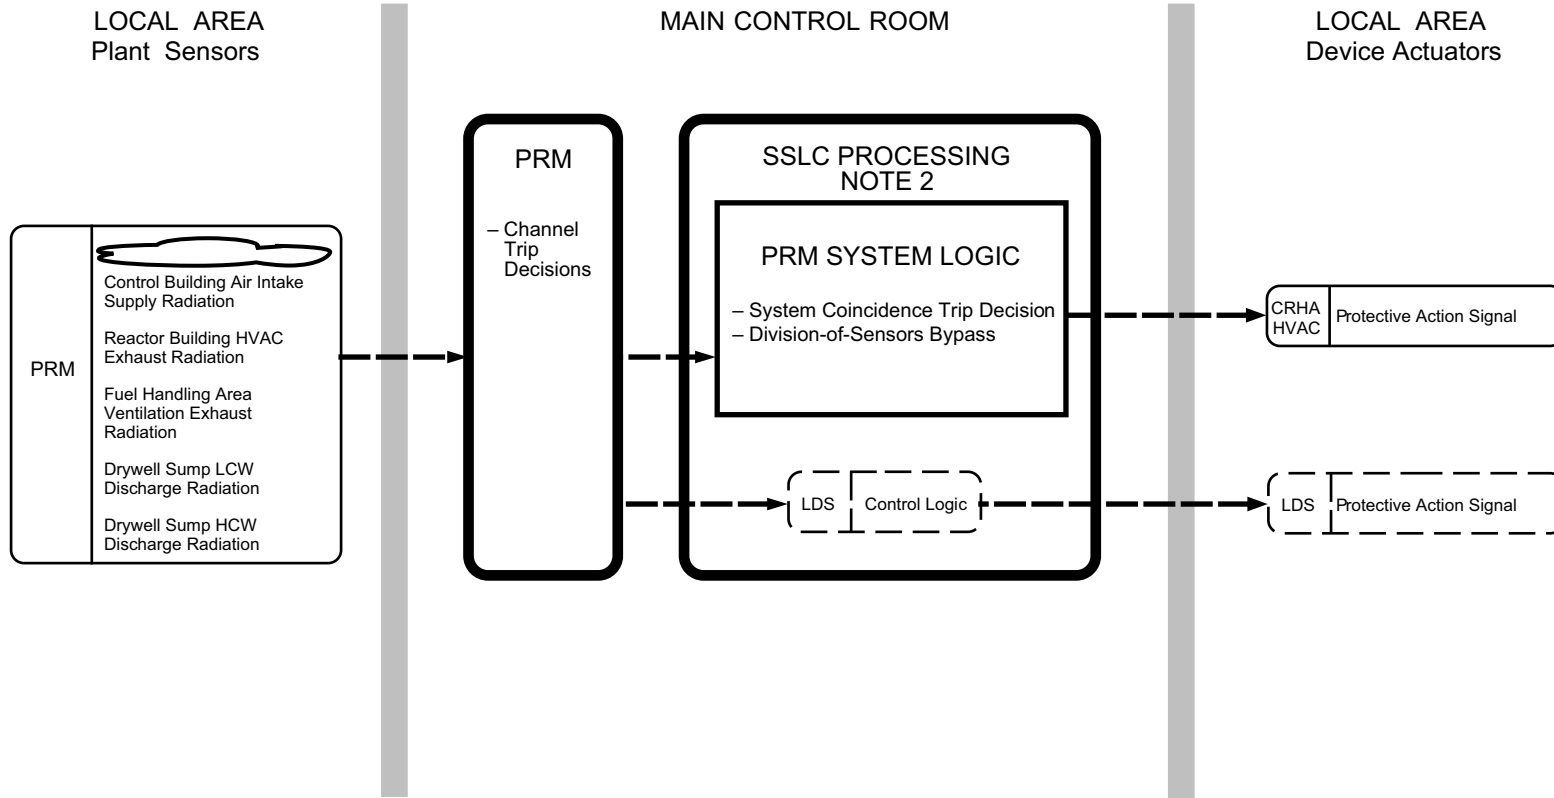 LOCAL AREA
Plant Sensors
MAIN CONTROL ROOM
LOCAL AREA
Device Actuators
PRM
Control Building Air Intake
Supply Radiation
Reactor Building HVAC
Exhaust Radiation
Fuel Handling Area
Ventilation Exhaust
Radiation
Drywell Sump LCW
Discharge Radiation
Drywell Sump HCW
Discharge Radiation
PRM
– Channel
Trip
Decisions
SSLC PROCESSING
NOTE 2
PRM SYSTEM LOGIC
– System Coincidence Trip Decision
– Division-of-Sensors Bypass
LDS
Control Logic
CRHA
HVAC
Protective Action Signal
LDS
Protective Action Signal